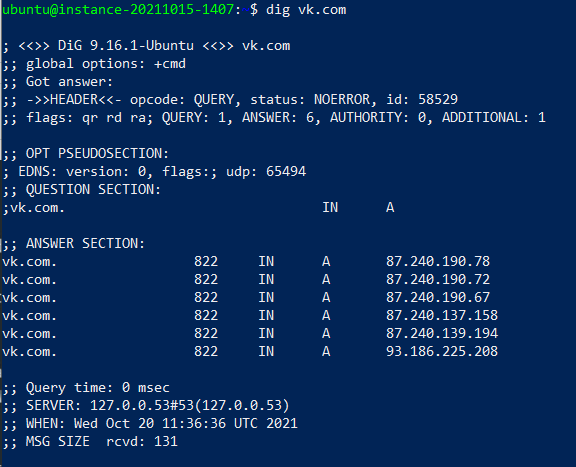 ubuntu@instance-20211015-1407:~$ dig vk.com
; <<>> DiG 9.16.1-Ubuntu <<>> vk.com
;; global options: +cmd
;; Got answer:
;; ->>HEADER<<- opcode: QUERY, status: NOERROR, id: 58529
;; flags: qr rd ra; QUERY: 1, ANSWER: 6, AUTHORITY: 0, ADDITIONAL: 1
;; OPT PSEUDOSECTION:
; EDNS: version: 0, flags:; udp: 65494
;; QUESTION SECTION:
;vk.com. IN A
;; ANSWER SECTION:
vk.com. 822 IN A 87.240.190.78
vk.com. 822 IN A 87.240.190.72
vk.com. 822 IN A 87.240.190.67
vk.com. 822 IN A 87.240.137.158
vk.com. 822 IN A 87.240.139.194
vk.com. 822 IN A 93.186.225.208
;; Query time: 0 msec
;; SERVER: 127.0.0.53#53(127.0.0.53)
;; WHEN: Wed Oct 20 11:36:36 UTC 2021
;; MSG SIZE rcvd: 131